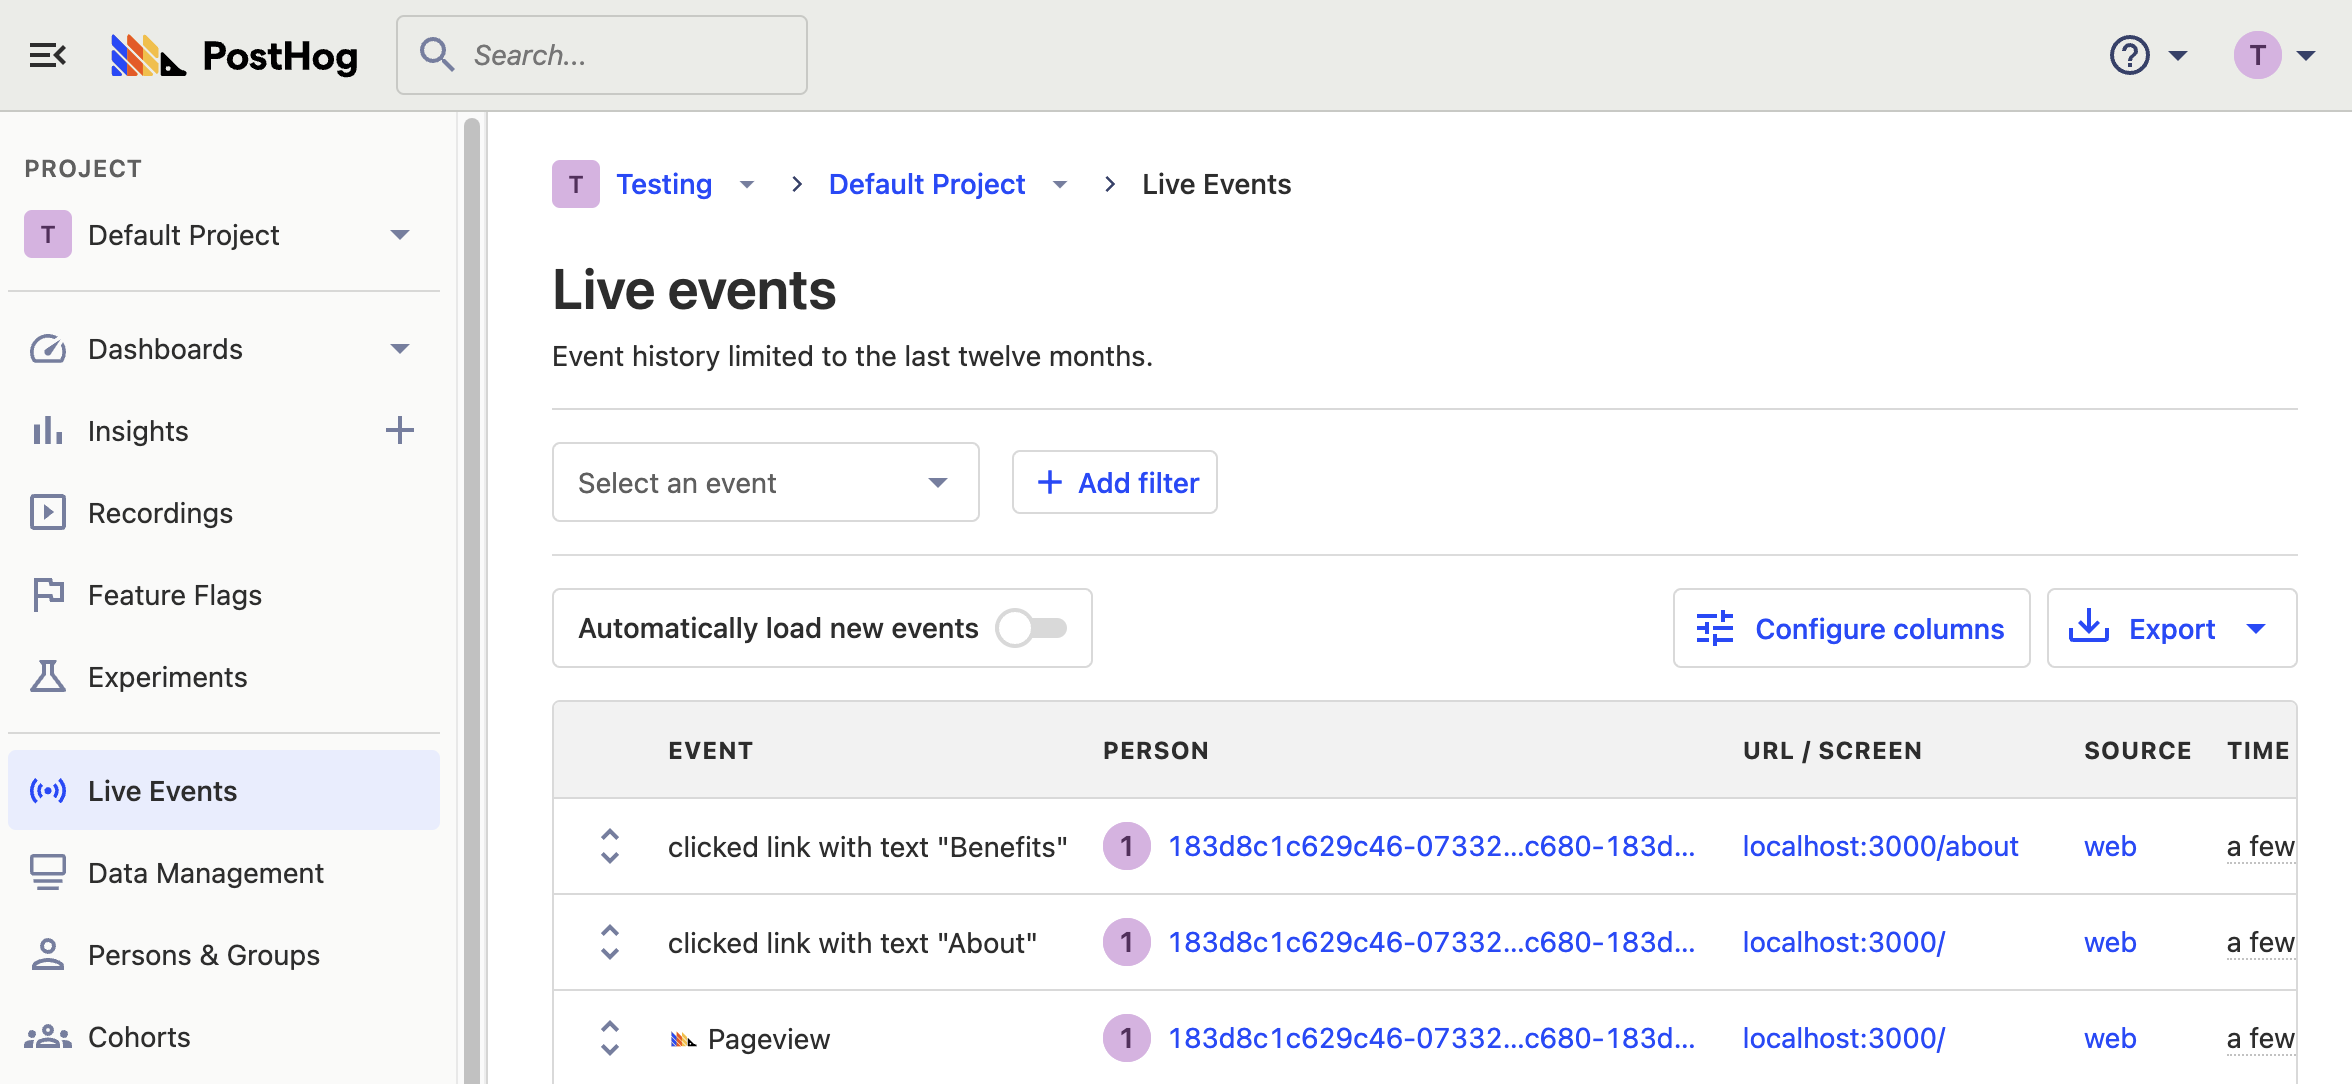 PostHog
Search...
T
PROJECT
T Default Project
Dashboards
Insights
Recordings
Feature Flags
Experiments
Live Events
Data Management
Persons & Groups
Cohorts
T Testing > Default Project > Live Events
Live events
Event history limited to the last twelve months.
Select an event
+ Add filter
Automatically load new events
Configure columns
Export
EVENT PERSON URL / SCREEN SOURCE TIME
clicked link with text "Benefits" 1 183d8c1c629c46-07332...c680-183d... localhost:3000/about web a few
clicked link with text "About" 1 183d8c1c629c46-07332...c680-183d... localhost:3000/ web a few
Pageview 1 183d8c1c629c46-07332...c680-183d... localhost:3000/ web a few